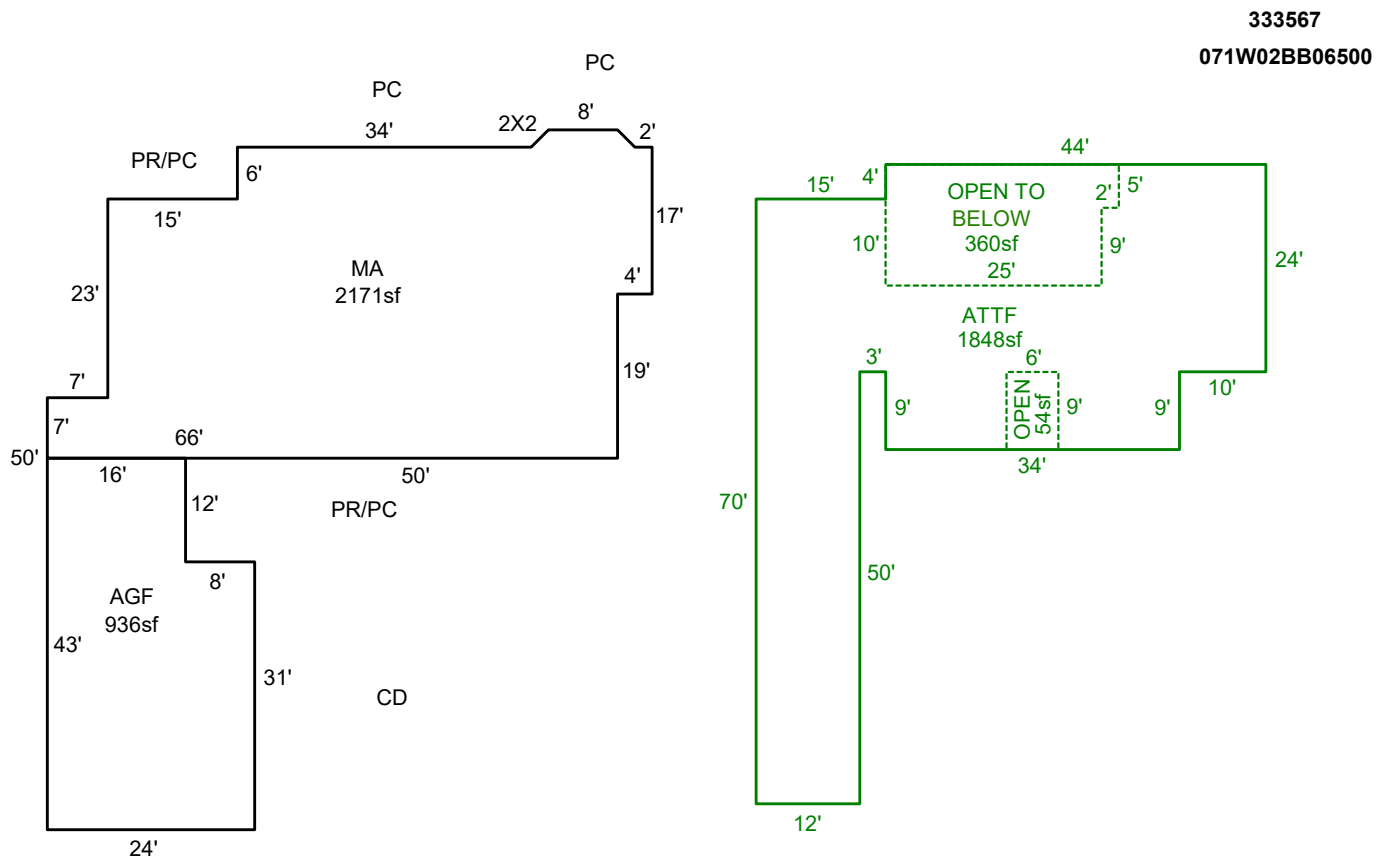 333567
071W02BB06500
PC
PC
8'
2X2
34'
2'
PR/PC
6'
15'
17'
MA
2171sf
4'
23'
19'
7'
7'
66'
50'
16'
50'
12'
PR/PC
8'
AGF
936sf
43'
31'
CD
24'
44'
15'
4'
OPEN TO
BELOW
360sf
2'
5'
10'
9'
25'
24'
ATTF
1848sf
3'
6'
10'
9'
OPEN
54sf
9'
9'
34'
70'
50'
12'